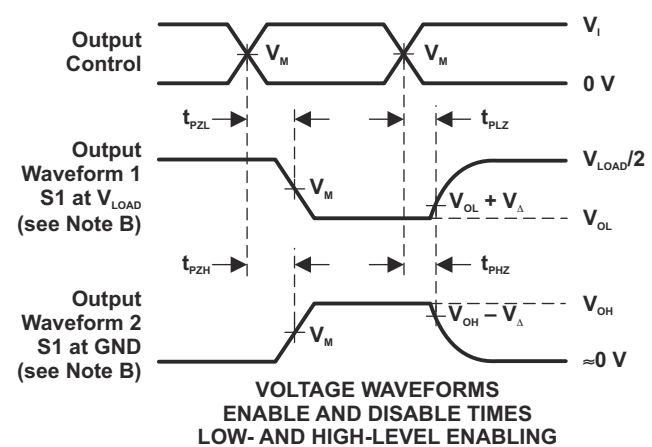 Output
Control
V_M
V_M
V_I
0 V
t_PZL
t_PLZ
Output
Waveform 1
S1 at V_LOAD
(see Note B)
V_M
V_OL + V_Δ
V_LOAD/2
V_OL
t_PZH
t_PHZ
Output
Waveform 2
S1 at GND
(see Note B)
V_M
V_OH – V_Δ
V_OH
≈0 V
VOLTAGE WAVEFORMS
ENABLE AND DISABLE TIMES
LOW- AND HIGH-LEVEL ENABLING